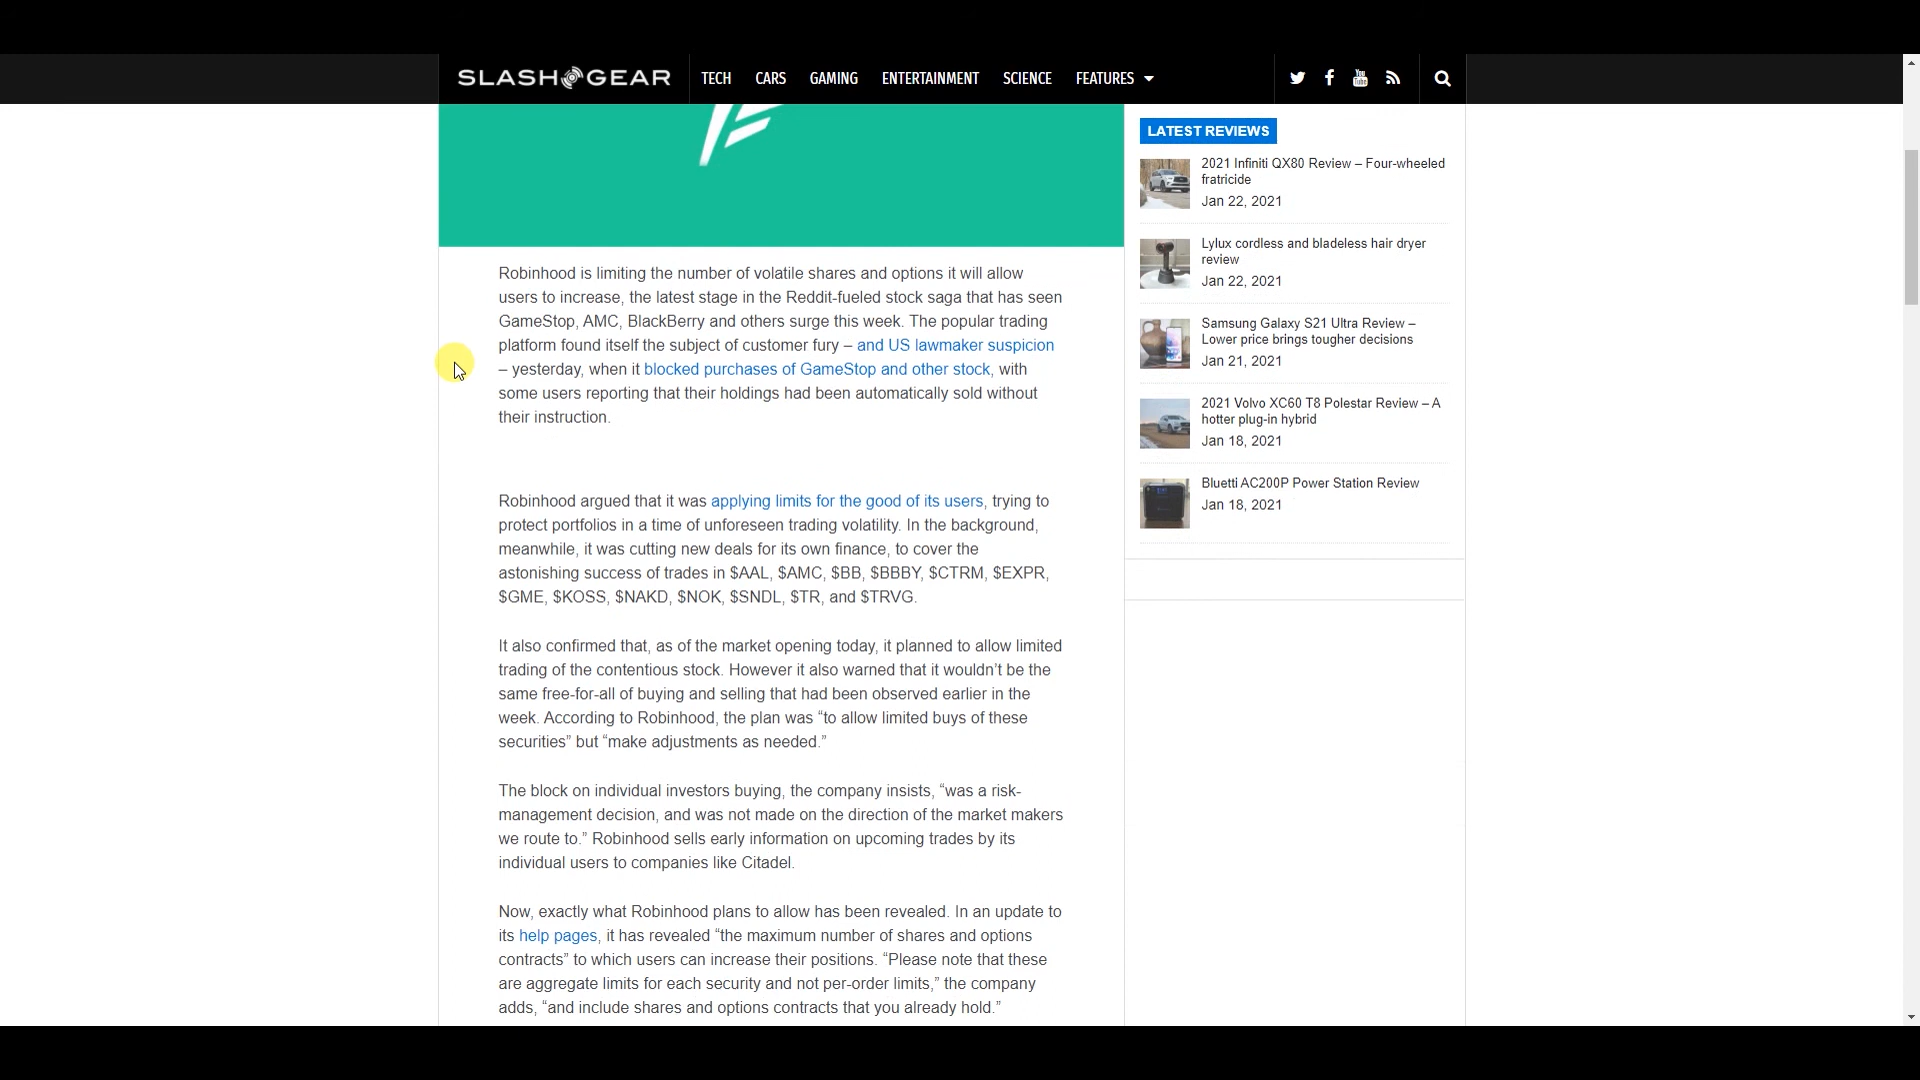 SLASHGEAR
TECH CARS GAMING ENTERTAINMENT SCIENCE FEATURES
Robinhood is limiting the number of volatile shares and options it will allow
users to increase, the latest stage in the Reddit-fueled stock saga that has seen
GameStop, AMC, BlackBerry and others surge this week. The popular trading
platform found itself the subject of customer fury – and US lawmaker suspicion
– yesterday, when it blocked purchases of GameStop and other stock, with
some users reporting that their holdings had been automatically sold without
their instruction.
Robinhood argued that it was applying limits for the good of its users, trying to
protect portfolios in a time of unforeseen trading volatility. In the background,
meanwhile, it was cutting new deals for its own finance, to cover the
astonishing success of trades in $AAL, $AMC, $BB, $BBBY, $CTRM, $EXPR,
$GME, $KOSS, $NAKD, $NOK, $SNDL, $TR, and $TRVG.
It also confirmed that, as of the market opening today, it planned to allow limited
trading of the contentious stock. However it also warned that it wouldn’t be the
same free-for-all of buying and selling that had been observed earlier in the
week. According to Robinhood, the plan was “to allow limited buys of these
securities” but “make adjustments as needed.”
The block on individual investors buying, the company insists, “was a risk-
management decision, and was not made on the direction of the market makers
we route to.” Robinhood sells early information on upcoming trades by its
individual users to companies like Citadel.
Now, exactly what Robinhood plans to allow has been revealed. In an update to
its help pages, it has revealed “the maximum number of shares and options
contracts” to which users can increase their positions. “Please note that these
are aggregate limits for each security and not per-order limits,” the company
adds, “and include shares and options contracts that you already hold.”
LATEST REVIEWS
2021 Infiniti QX80 Review – Four-wheeled
fratricide
Jan 22, 2021
Lylux cordless and bladeless hair dryer
review
Jan 22, 2021
Samsung Galaxy S21 Ultra Review –
Lower price brings tougher decisions
Jan 21, 2021
2021 Volvo XC60 T8 Polestar Review – A
hotter plug-in hybrid
Jan 18, 2021
Bluetti AC200P Power Station Review
Jan 18, 2021